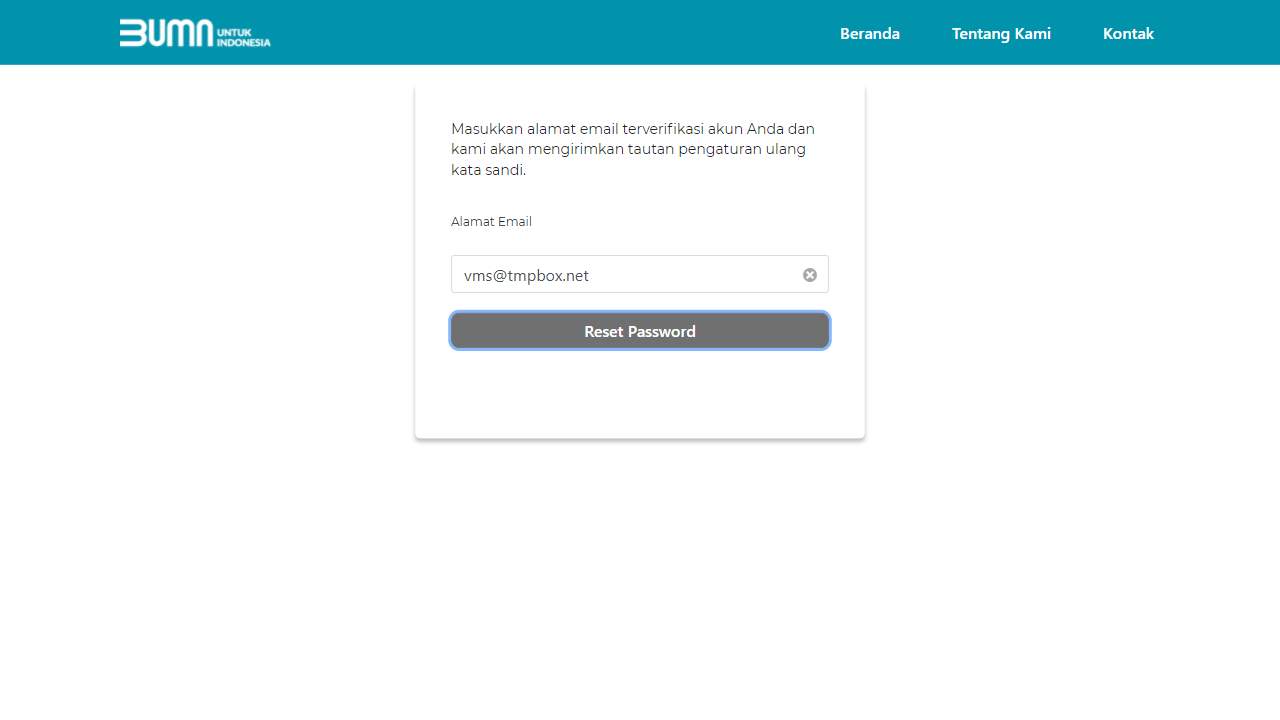 BUMN UNTUK INDONESIA
Beranda
Tentang Kami
Kontak
Masukkan alamat email terverifikasi akun Anda dan
kami akan mengirimkan tautan pengaturan ulang
kata sandi.
Alamat Email
vms@tmpbox.net
Reset Password